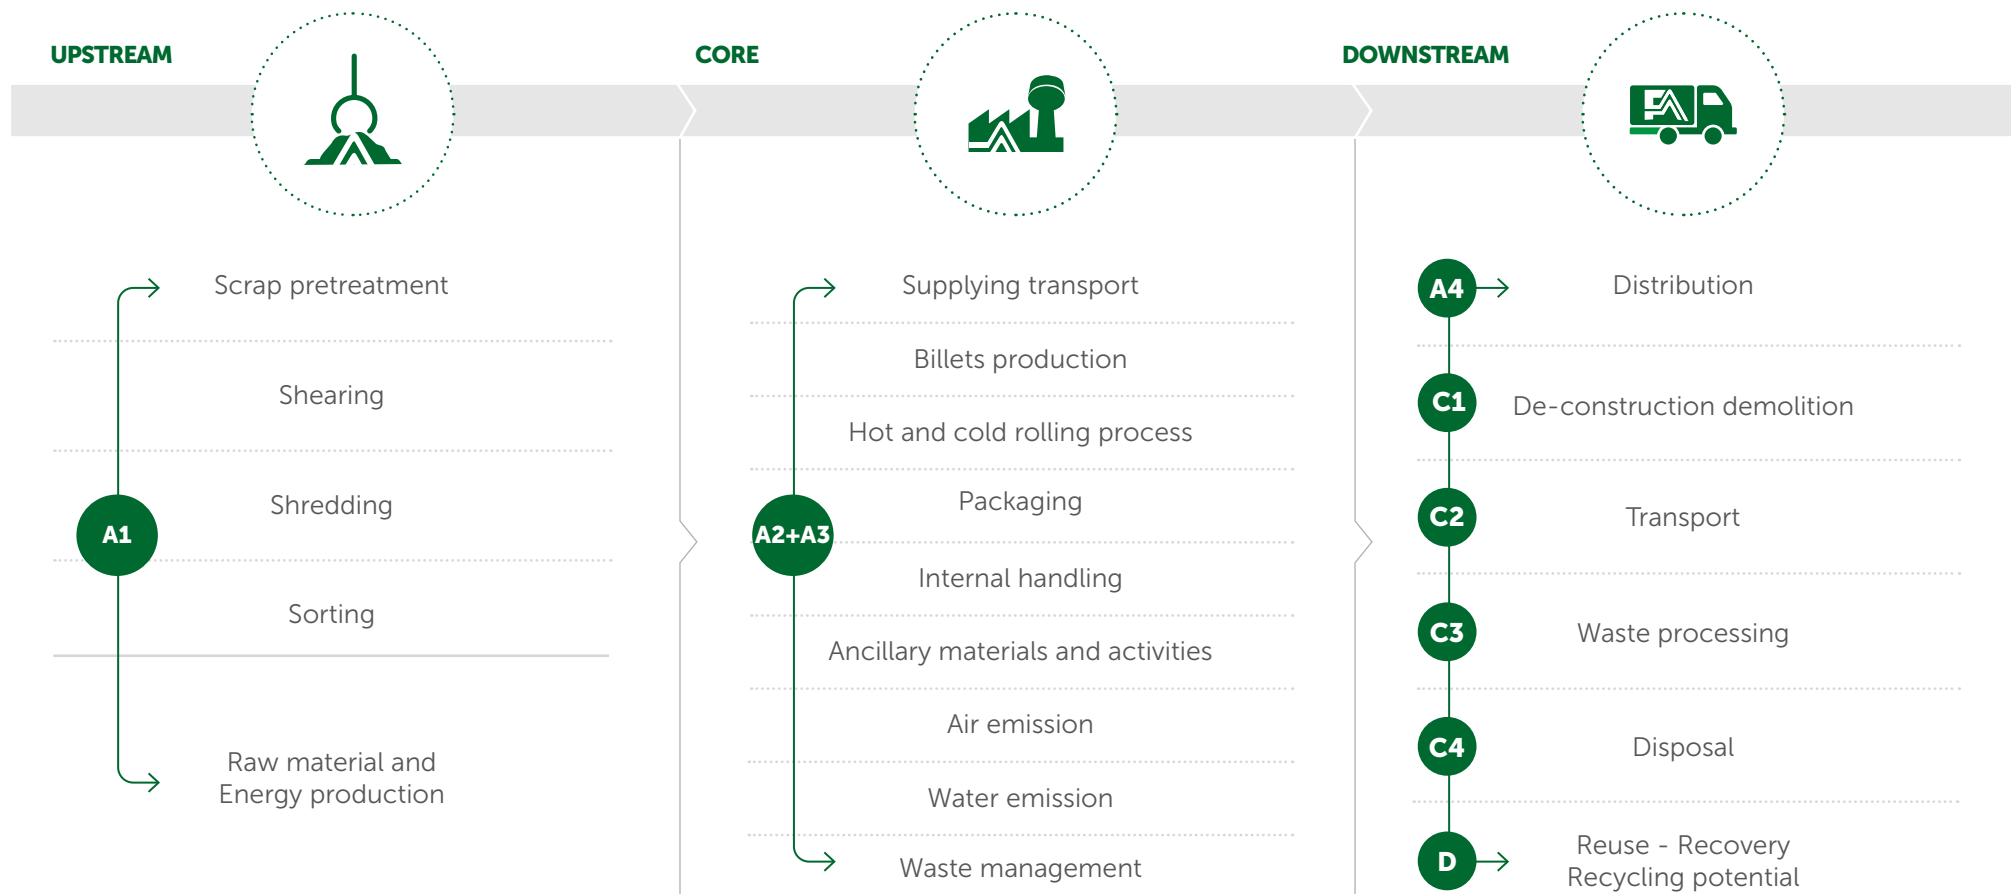 UPSTREAM
Scrap pretreatment
Shearing
Shredding
A1
Sorting
Raw material and
Energy production
CORE
Supplying transport
Billets production
Hot and cold rolling process
Packaging
A2+A3
Internal handling
Ancillary materials and activities
Air emission
Water emission
Waste management
DOWNSTREAM
A4 Distribution
C1 De-construction demolition
C2 Transport
C3 Waste processing
C4 Disposal
D Reuse - Recovery
Recycling potential